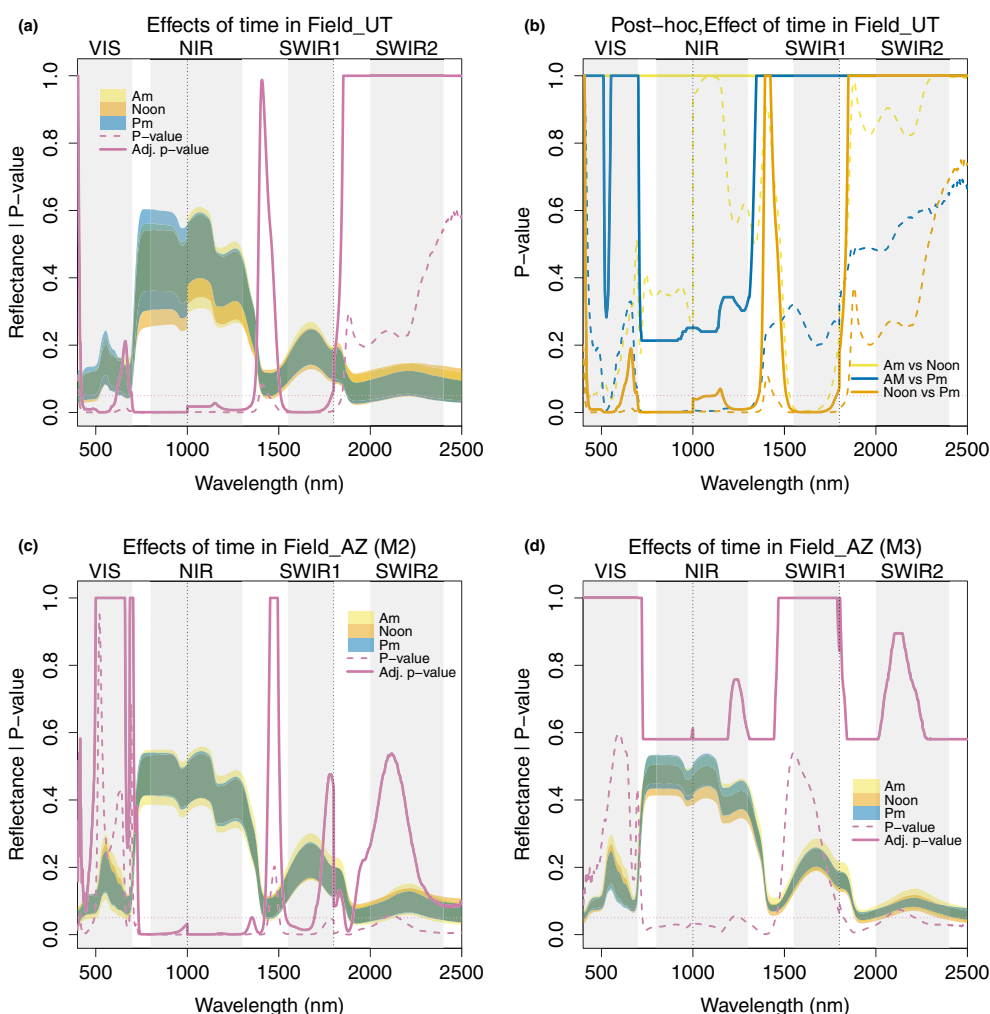 (a) Effects of time in Field_UT
VIS NIR SWIR1 SWIR2
Reflectance | P−value
1.0
0.8
0.6
0.4
0.2
0.0
Am
Noon
Pm
P−value
Adj. p−value
500 1000 1500 2000 2500
Wavelength (nm)
(b) Post−hoc,Effect of time in Field_UT
VIS NIR SWIR1 SWIR2
P−value
1.0
0.8
0.6
0.4
0.2
0.0
Am vs Noon
AM vs Pm
Noon vs Pm
500 1000 1500 2000 2500
Wavelength (nm)
(c) Effects of time in Field_AZ (M2)
VIS NIR SWIR1 SWIR2
Reflectance | P−value
1.0
0.8
0.6
0.4
0.2
0.0
Am
Noon
Pm
P−value
Adj. p−value
500 1000 1500 2000 2500
Wavelength (nm)
(d) Effects of time in Field_AZ (M3)
VIS NIR SWIR1 SWIR2
Reflectance | P−value
1.0
0.8
0.6
0.4
0.2
0.0
Am
Noon
Pm
P−value
Adj. p−value
500 1000 1500 2000 2500
Wavelength (nm)